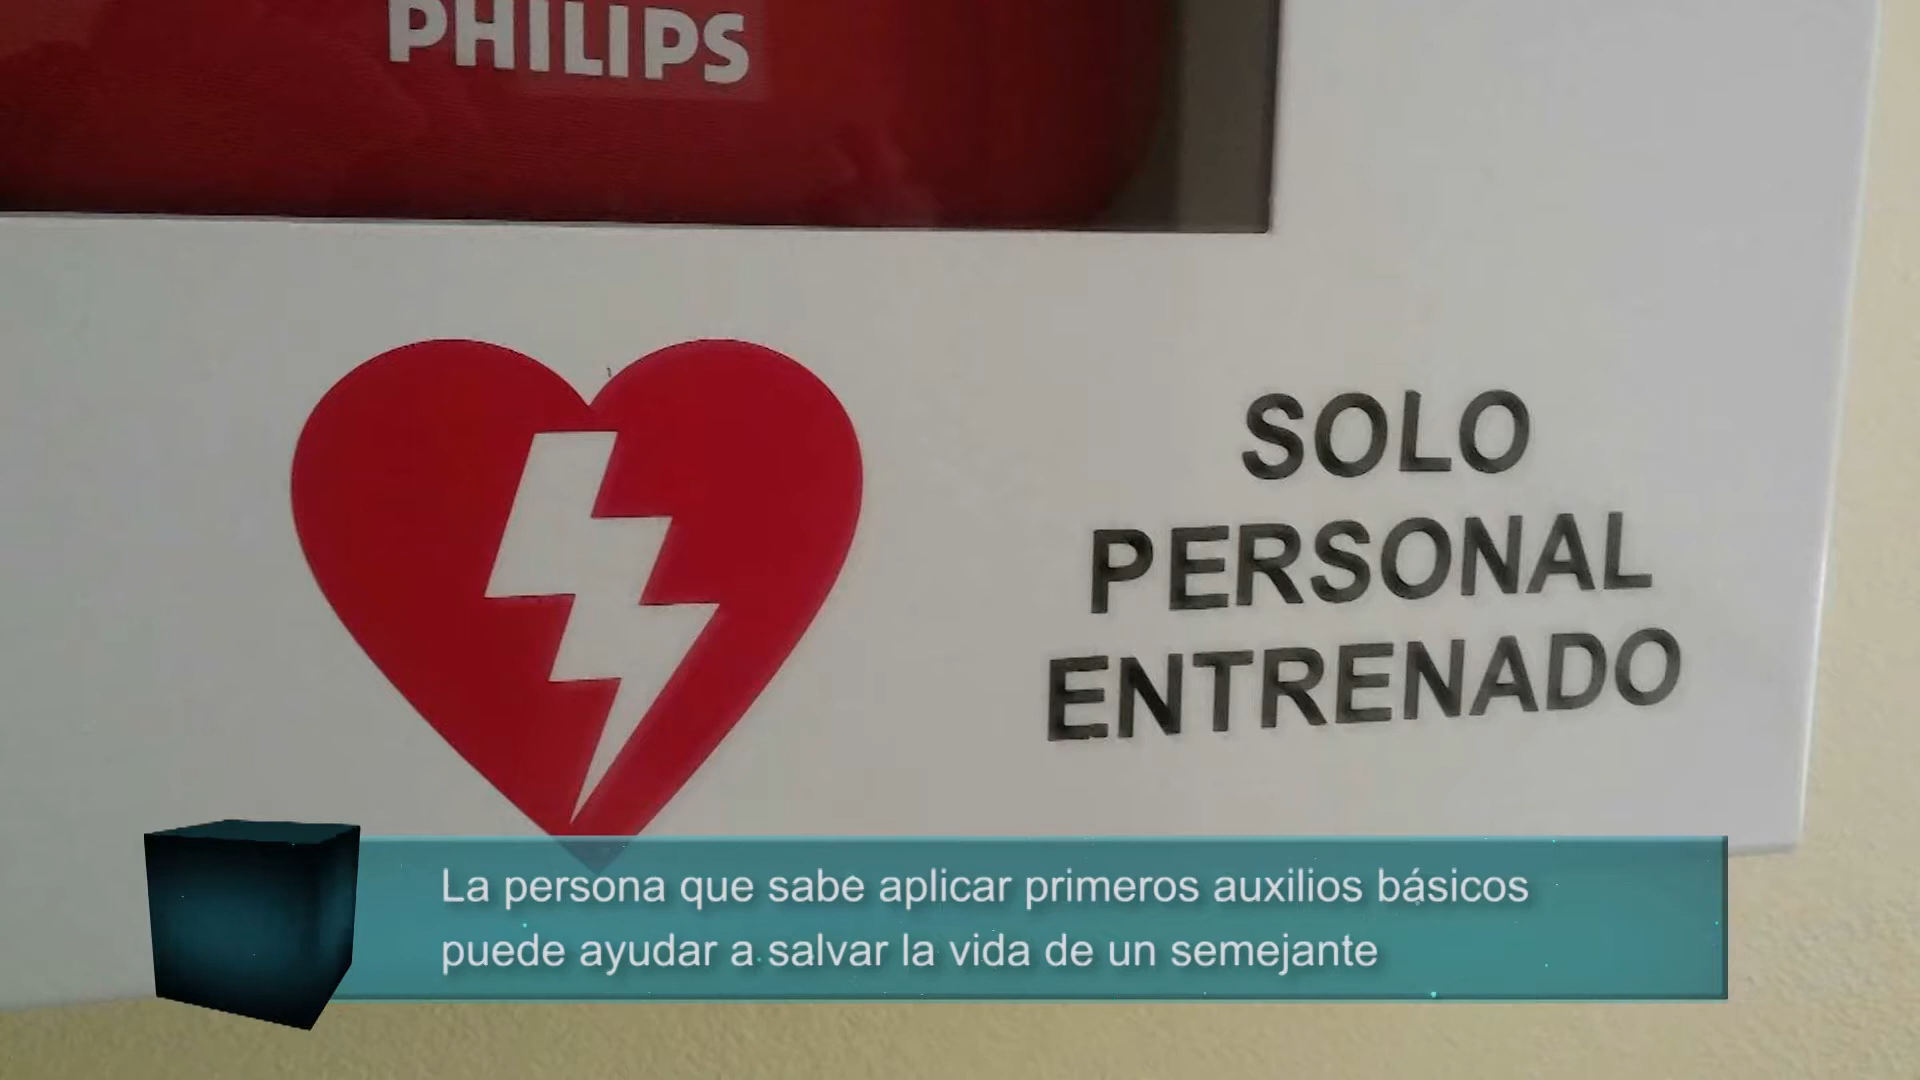 PHILIPS
SOLO
PERSONAL
ENTRENADO
La persona que sabe aplicar primeros auxilios básicos
puede ayudar a salvar la vida de un semejante